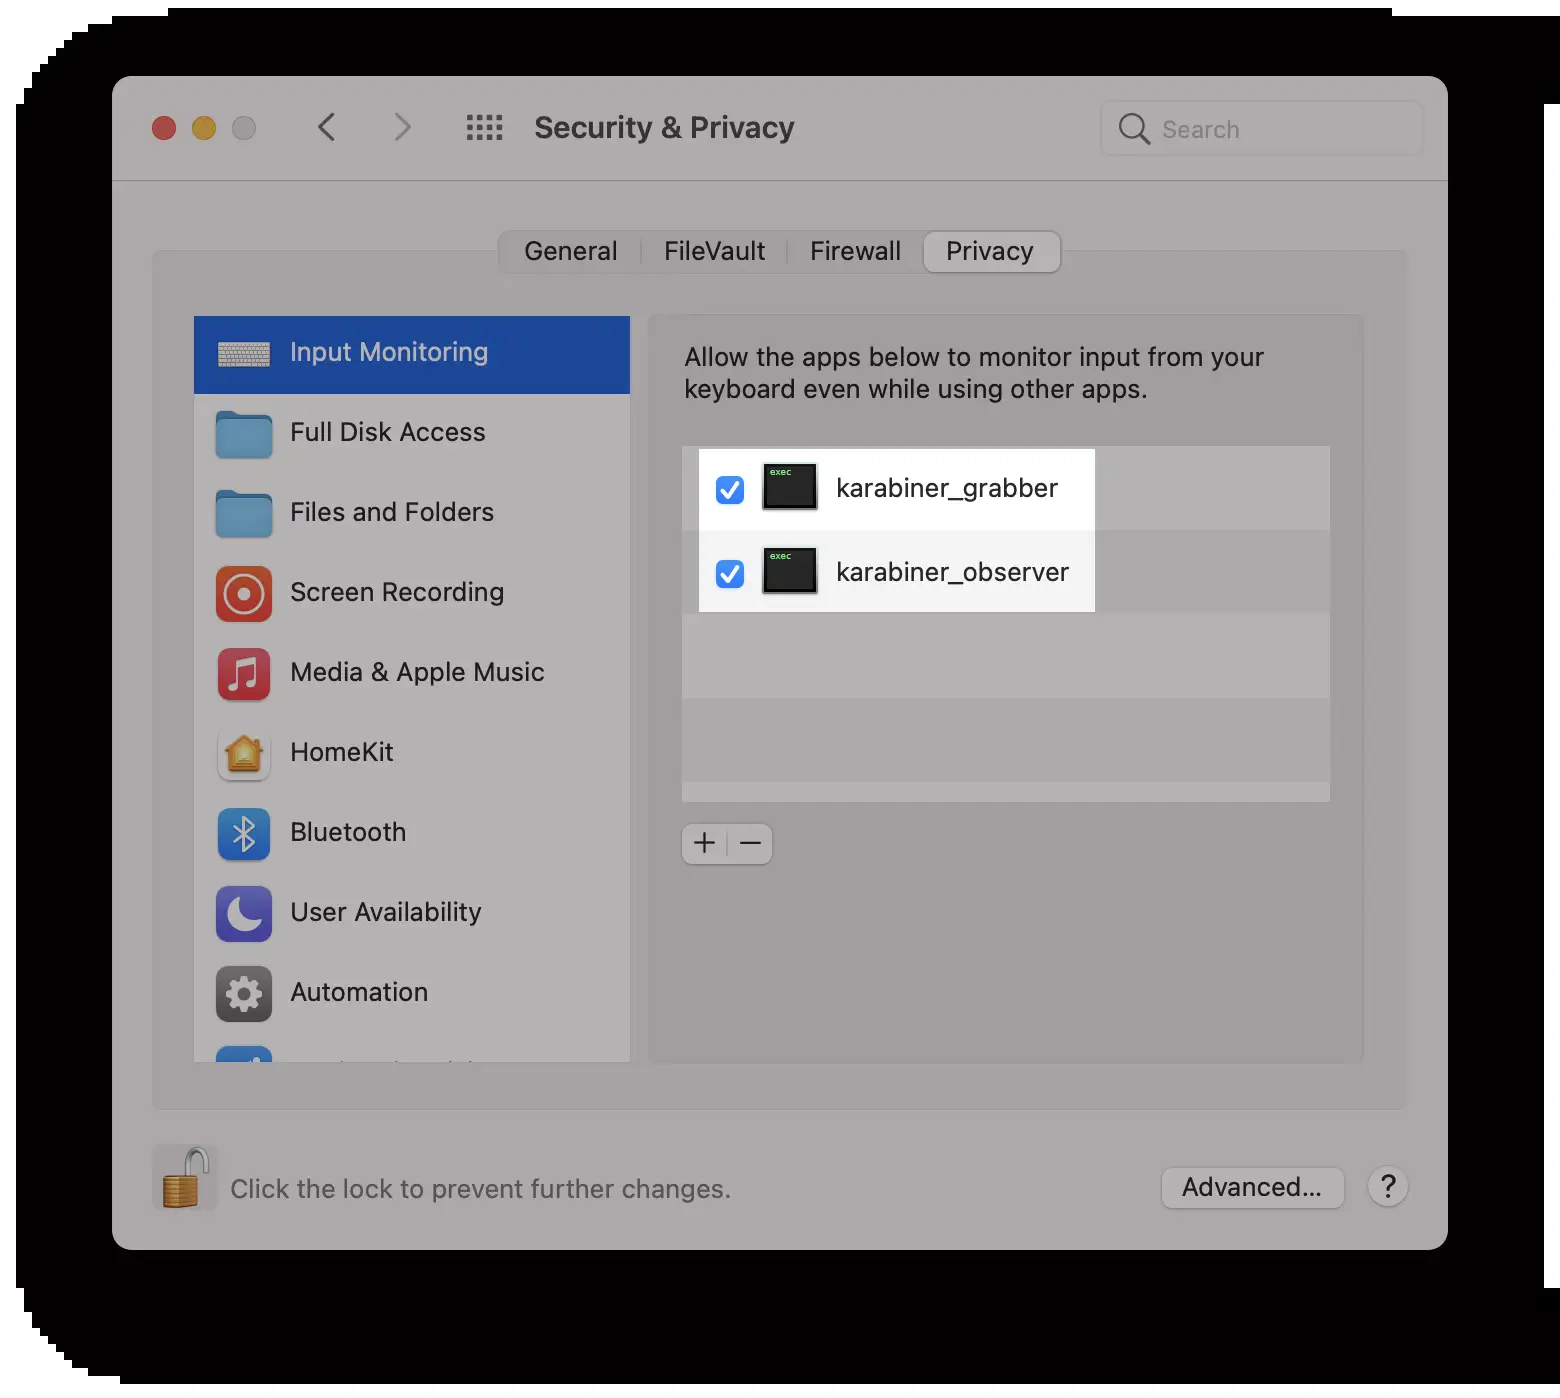 Security & Privacy
Search
General
FileVault
Firewall
Privacy
Input Monitoring
Full Disk Access
Files and Folders
Screen Recording
Media & Apple Music
HomeKit
Bluetooth
User Availability
Automation
Allow the apps below to monitor input from your
keyboard even while using other apps.
exec
karabiner_grabber
exec
karabiner_observer
Click the lock to prevent further changes.
Advanced...
?